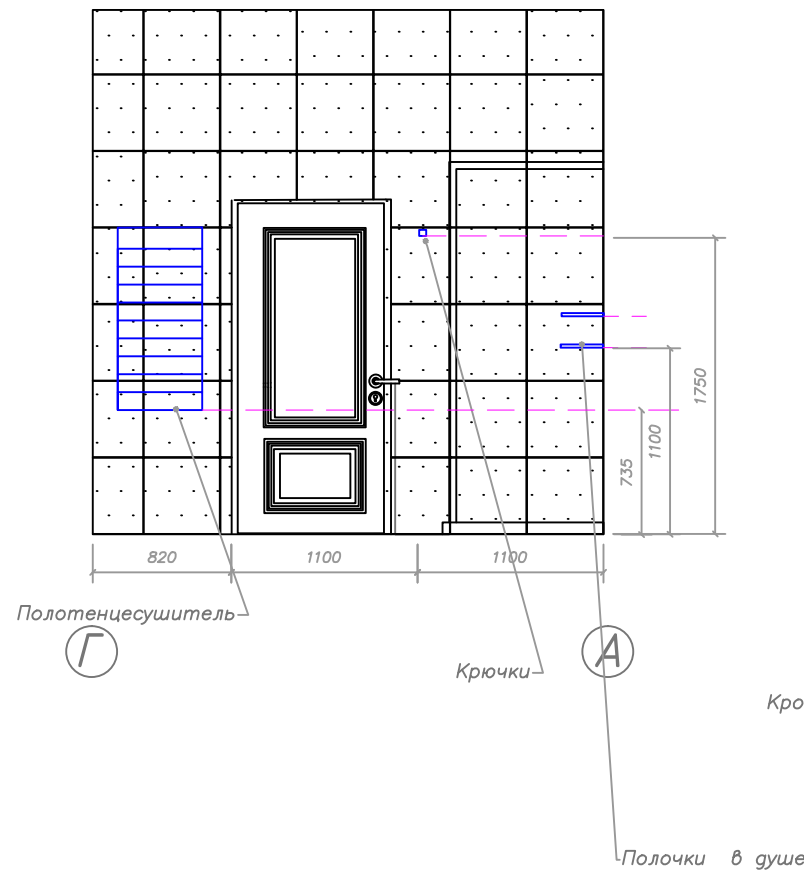 1750
1100
735
820
1100
1100
Полотенцесушитель
Г
А
Крючки
Кро
Полочки в душе